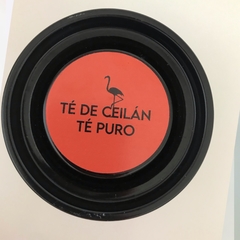 TÉ DE CEILÁN
TÉ PURO